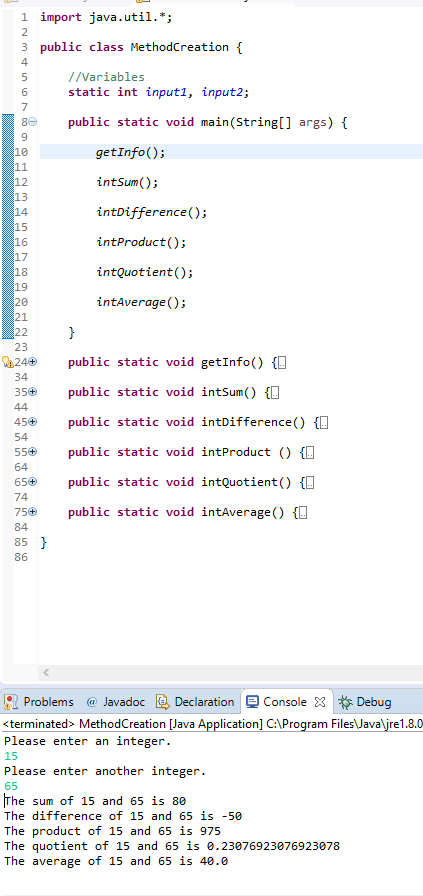 1 import java.util.*;
2
3 public class MethodCreation {
4
5 //Variables
6 static int input1, input2;
7
8 public static void main(String[] args) {
9
10 getInfo();
11
12 intSum();
13
14 intDifference();
15
16 intProduct();
17
18 intQuotient();
19
20 intAverage();
21
22 }
23
24 public static void getInfo() {
34
35 public static void intSum() {
44
45 public static void intDifference() {
54
55 public static void intProduct () {
64
65 public static void intQuotient() {
74
75 public static void intAverage() {
84
85 }
86
Problems @ Javadoc Declaration Console Debug
<terminated> MethodCreation [Java Application] C:\Program Files\Java\jre1.8.0
Please enter an integer.
15
Please enter another integer.
65
The sum of 15 and 65 is 80
The difference of 15 and 65 is -50
The product of 15 and 65 is 975
The quotient of 15 and 65 is 0.23076923076923078
The average of 15 and 65 is 40.0